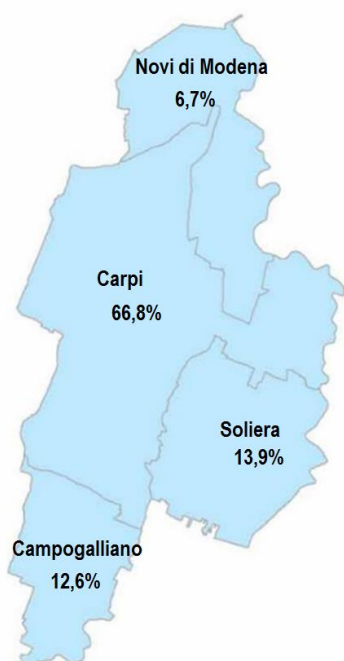 Novi di Modena
6,7%
Carpi
66,8%
Soliera
13,9%
Campogalliano
12,6%